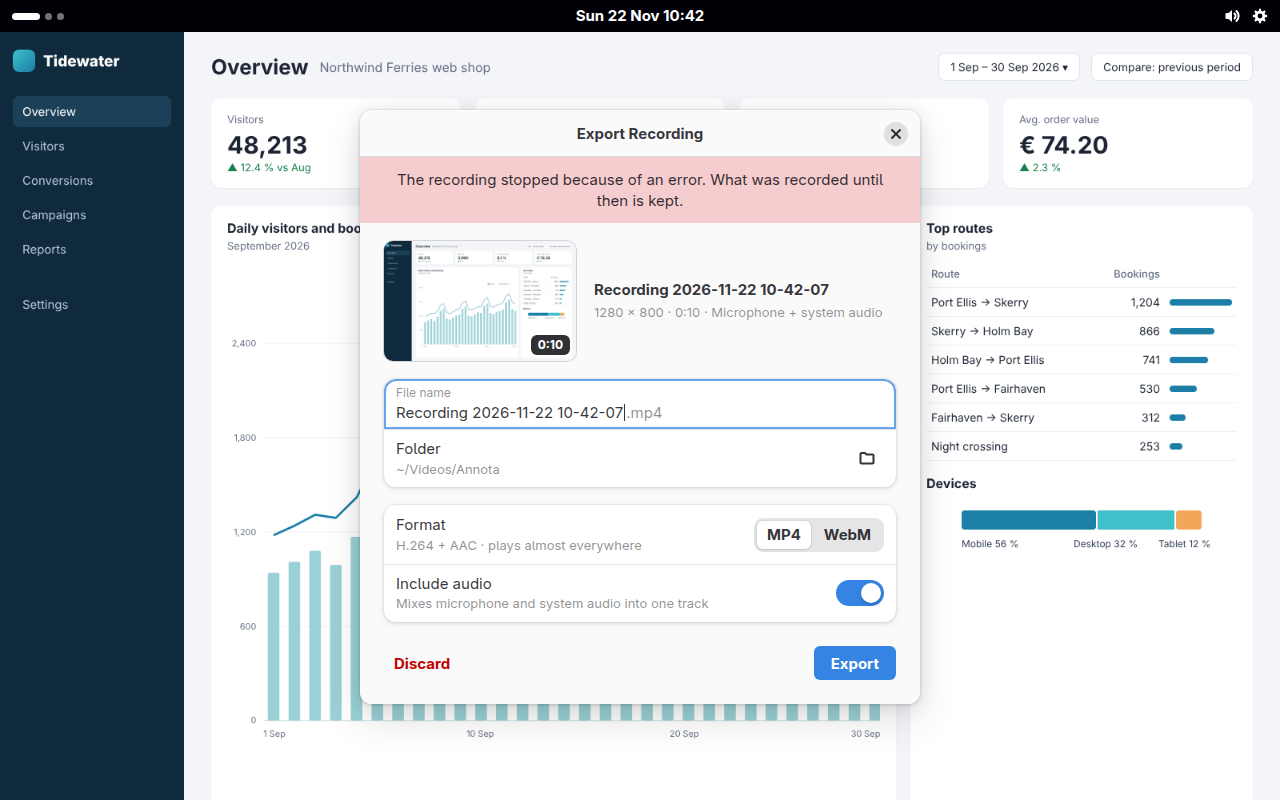 Sun 22 Nov 10:42
Tidewater
Overview
Visitors
Conversions
Campaigns
Reports
Settings
Overview Northwind Ferries web shop
1 Sep – 30 Sep 2026 ▾
Compare: previous period
Visitors
48,213
▲ 12.4 % vs Aug
Avg. order value
€ 74.20
▲ 2.3 %
Daily visitors and boo
September 2026
2,400
1,800
1,200
600
0
1 Sep
10 Sep
20 Sep
30 Sep
Export Recording
The recording stopped because of an error. What was recorded until
then is kept.
0:10
Recording 2026-11-22 10-42-07
1280 × 800 · 0:10 · Microphone + system audio
File name
Recording 2026-11-22 10-42-07.mp4
Folder
~/Videos/Annota
Format
H.264 + AAC · plays almost everywhere
MP4 WebM
Include audio
Mixes microphone and system audio into one track
Discard
Export
Top routes
by bookings
Route Bookings
Port Ellis → Skerry 1,204
Skerry → Holm Bay 866
Holm Bay → Port Ellis 741
Port Ellis → Fairhaven 530
Fairhaven → Skerry 312
Night crossing 253
Devices
Mobile 56 % Desktop 32 % Tablet 12 %